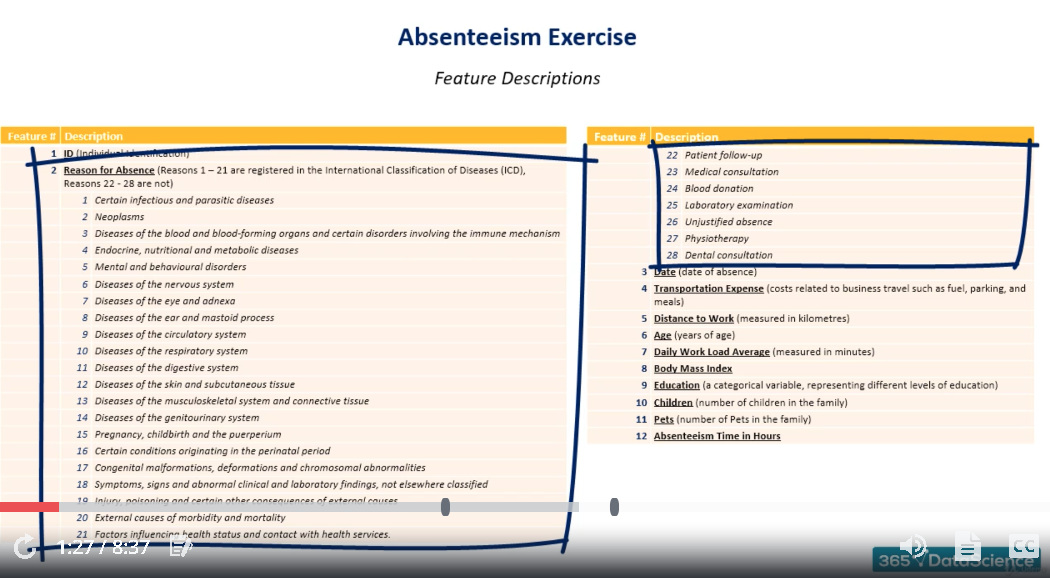 Absenteeism Exercise
Feature Descriptions
Feature # Description
1 ID (Individual Identification)
2 Reason for Absence (Reasons 1 – 21 are registered in the International Classification of Diseases (ICD),
Reasons 22 - 28 are not)
1 Certain infectious and parasitic diseases
2 Neoplasms
3 Diseases of the blood and blood-forming organs and certain disorders involving the immune mechanism
4 Endocrine, nutritional and metabolic diseases
5 Mental and behavioural disorders
6 Diseases of the nervous system
7 Diseases of the eye and adnexa
8 Diseases of the ear and mastoid process
9 Diseases of the circulatory system
10 Diseases of the respiratory system
11 Diseases of the digestive system
12 Diseases of the skin and subcutaneous tissue
13 Diseases of the musculoskeletal system and connective tissue
14 Diseases of the genitourinary system
15 Pregnancy, childbirth and the puerperium
16 Certain conditions originating in the perinatal period
17 Congenital malformations, deformations and chromosomal abnormalities
18 Symptoms, signs and abnormal clinical and laboratory findings, not elsewhere classified
19 Injury, poisoning and certain other consequences of external causes
20 External causes of morbidity and mortality
21 Factors influencing health status and contact with health services.
Feature # Description
22 Patient follow-up
23 Medical consultation
24 Blood donation
25 Laboratory examination
26 Unjustified absence
27 Physiotherapy
28 Dental consultation
3 Date (date of absence)
4 Transportation Expense (costs related to business travel such as fuel, parking, and
meals)
5 Distance to Work (measured in kilometres)
6 Age (years of age)
7 Daily Work Load Average (measured in minutes)
8 Body Mass Index
9 Education (a categorical variable, representing different levels of education)
10 Children (number of children in the family)
11 Pets (number of Pets in the family)
12 Absenteeism Time in Hours
1:27 / 8:37
CC
365 DataScience